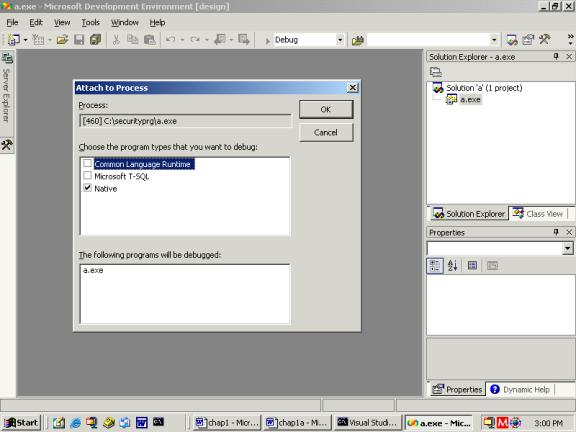 a.exe - Microsoft Development Environment [design]
File Edit View Tools Window Help
Debug
Server Explorer
Solution Explorer - a.exe
Solution 'a' (1 project)
a.exe
Attach to Process
Process:
[460] C:\securityprg\a.exe
OK
Cancel
Choose the program types that you want to debug:
Common Language Runtime
Microsoft T-SQL
Native
The following programs will be debugged:
a.exe
Solution Explorer Class View
Properties
Properties Dynamic Help
Start chap1 - Micr... chap1a - Mi... Visual Studi... a.exe - Mic... 3:00 PM